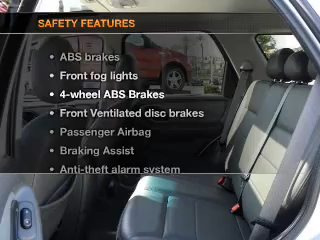 SAFETY FEATURES
• ABS brakes
• Front fog lights
• 4-wheel ABS Brakes
• Front Ventilated disc brakes
• Passenger Airbag
• Braking Assist
• Anti-theft alarm system